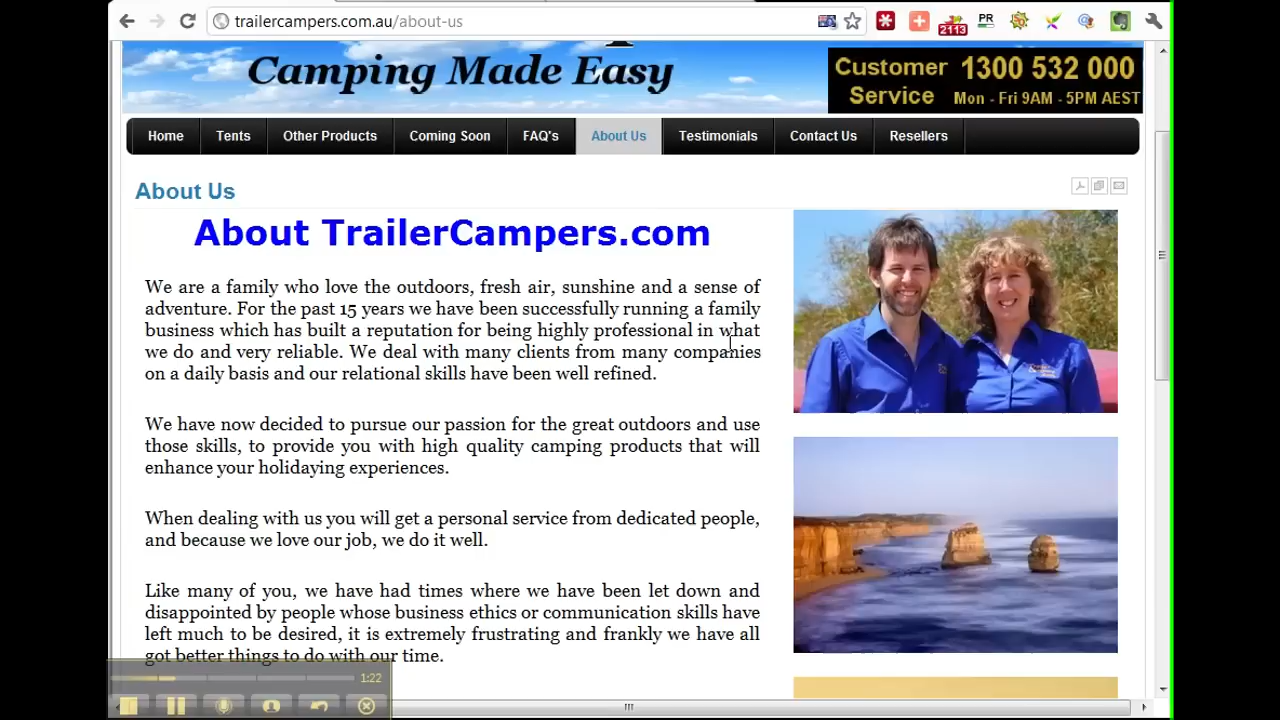 trailercampers.com.au/about-us
PR
2113
Camping Made Easy
Customer Service 1300 532 000
Mon - Fri 9AM - 5PM AEST
Home Tents Other Products Coming Soon FAQ's About Us Testimonials Contact Us Resellers
About Us
About TrailerCampers.com
We are a family who love the outdoors, fresh air, sunshine and a sense of
adventure. For the past 15 years we have been successfully running a family
business which has built a reputation for being highly professional in what
we do and very reliable. We deal with many clients from many companies
on a daily basis and our relational skills have been well refined.
We have now decided to pursue our passion for the great outdoors and use
those skills, to provide you with high quality camping products that will
enhance your holidaying experiences.
When dealing with us you will get a personal service from dedicated people,
and because we love our job, we do it well.
Like many of you, we have had times where we have been let down and
disappointed by people whose business ethics or communication skills have
left much to be desired, it is extremely frustrating and frankly we have all
got better things to do with our time.
1:22